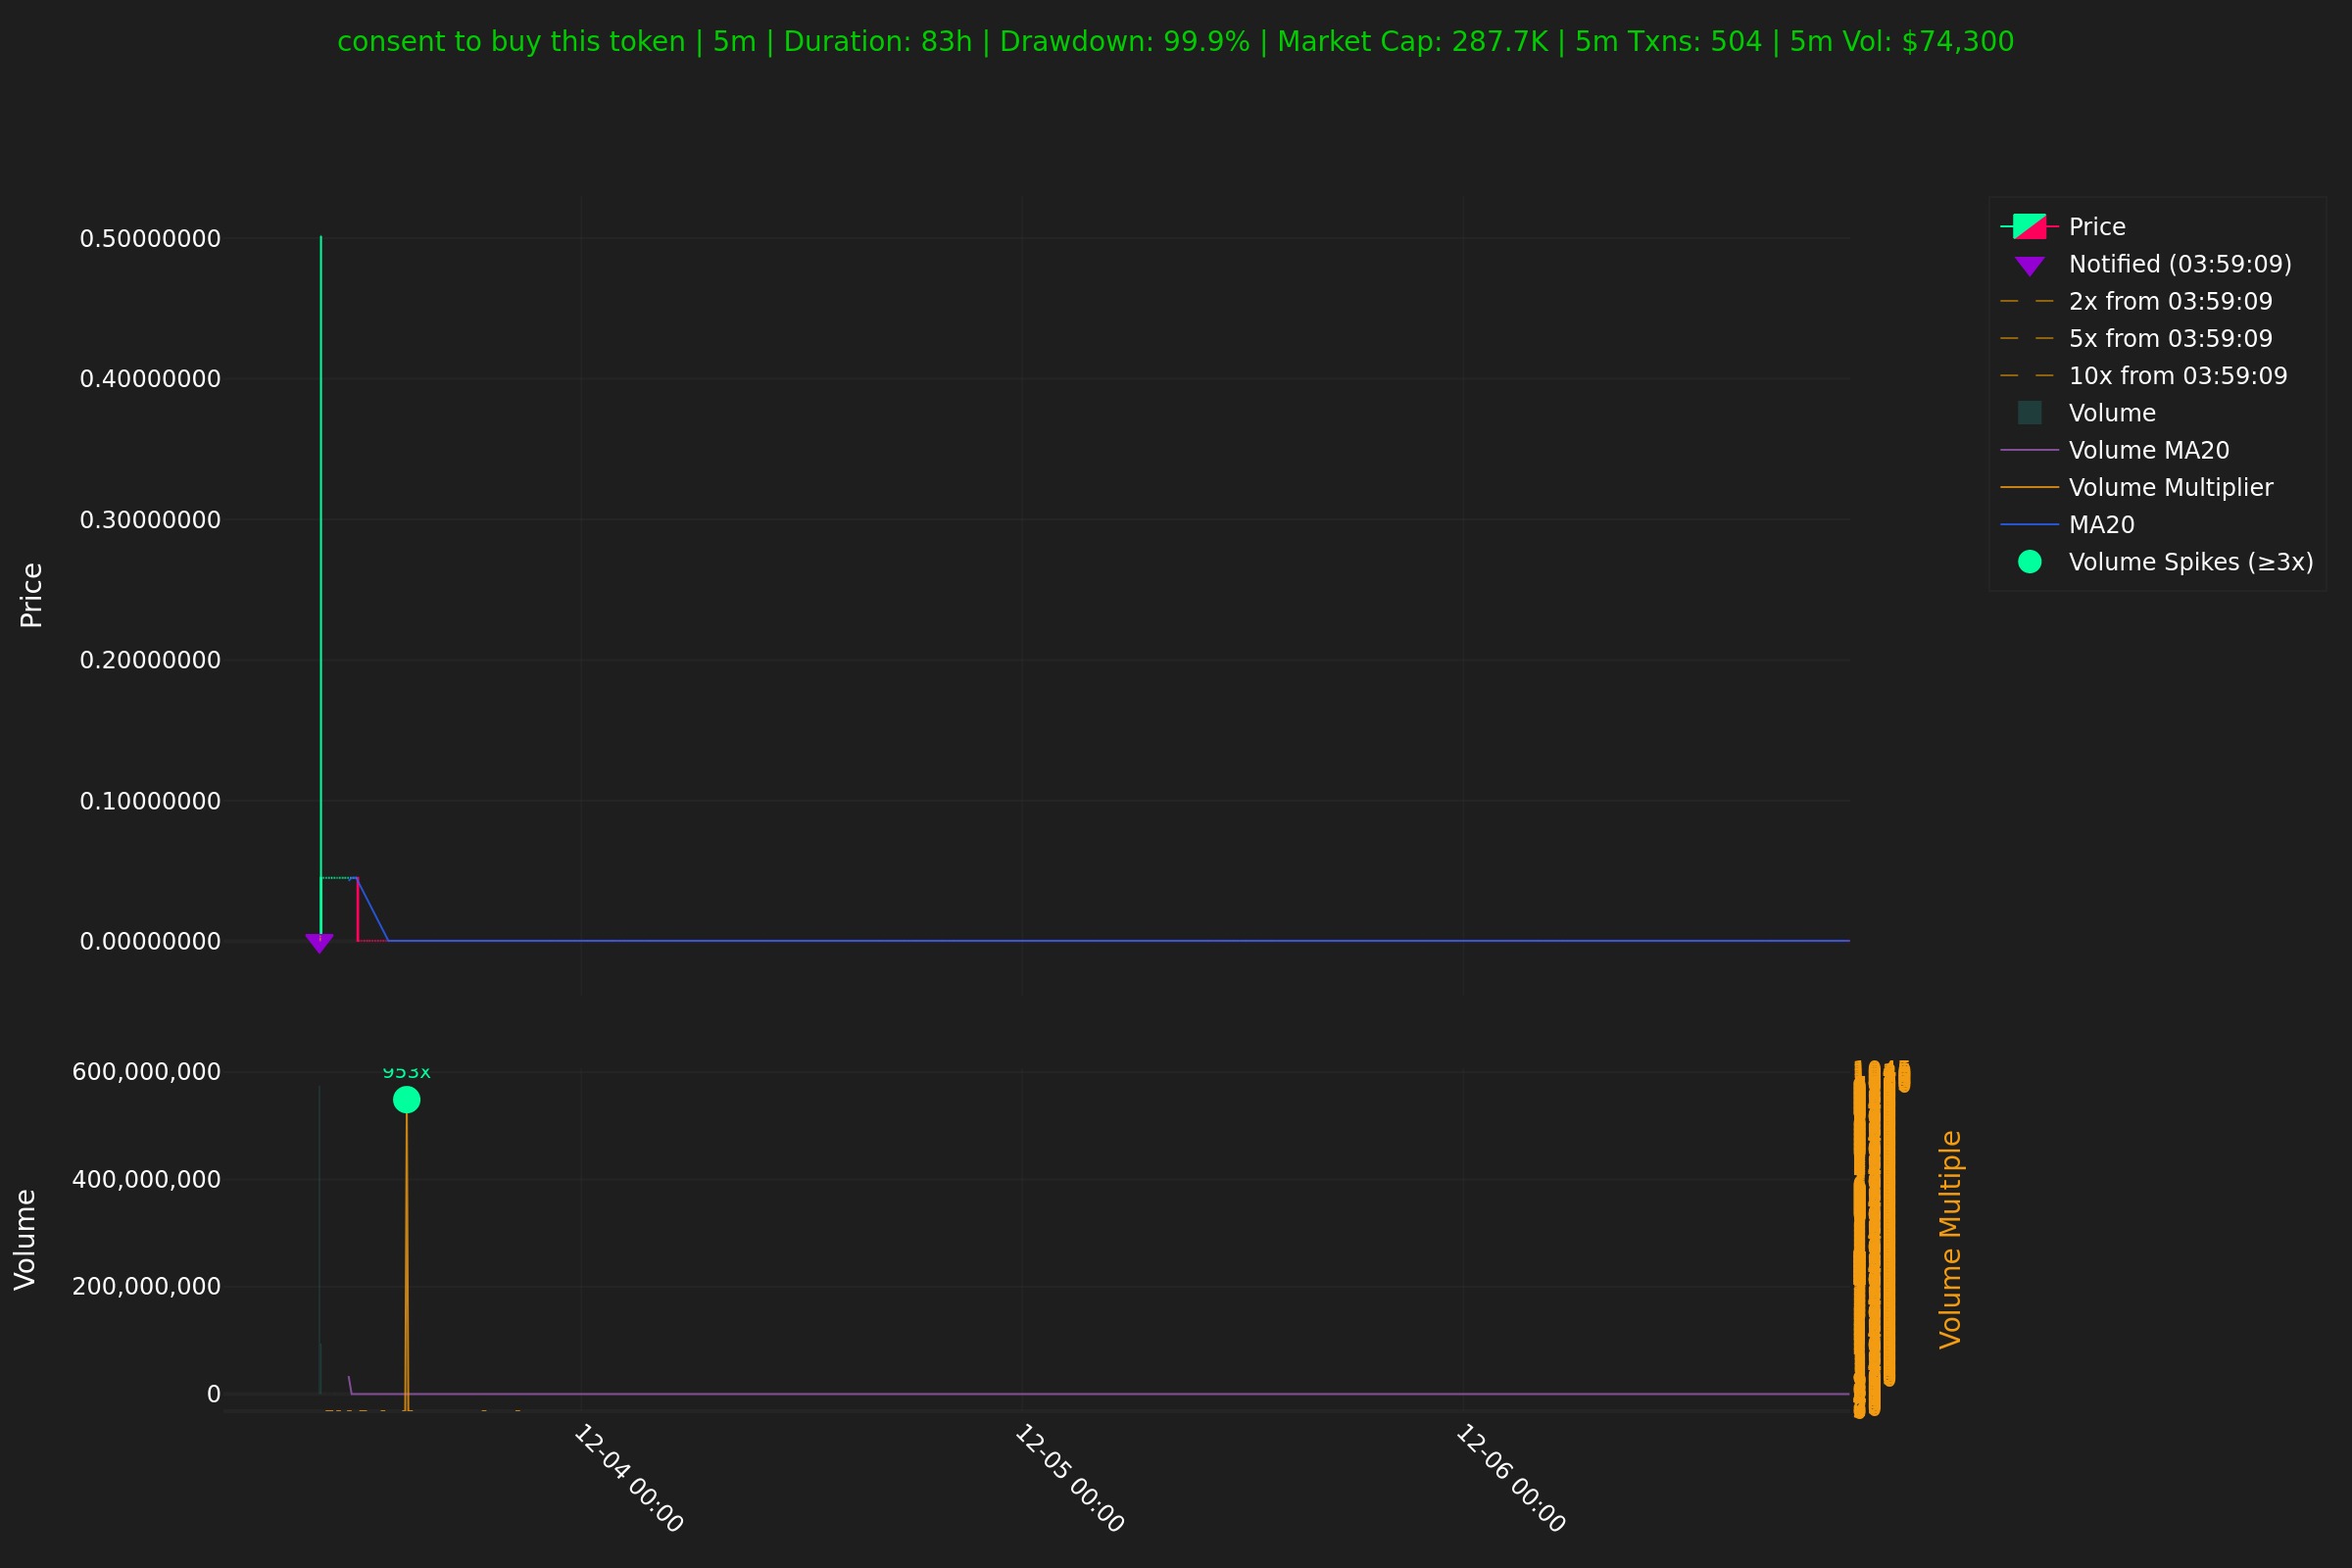 consent to buy this token | 5m | Duration: 83h | Drawdown: 99.9% | Market Cap: 287.7K | 5m Txns: 504 | 5m Vol: $74,300
Price
0.50000000
0.40000000
0.30000000
0.20000000
0.10000000
0.00000000
Price
Notified (03:59:09)
2x from 03:59:09
5x from 03:59:09
10x from 03:59:09
Volume
Volume MA20
Volume Multiplier
MA20
Volume Spikes (≥3x)
Volume
600,000,000
400,000,000
200,000,000
0
953x
Volume Multiple
12-04 00:00
12-05 00:00
12-06 00:00